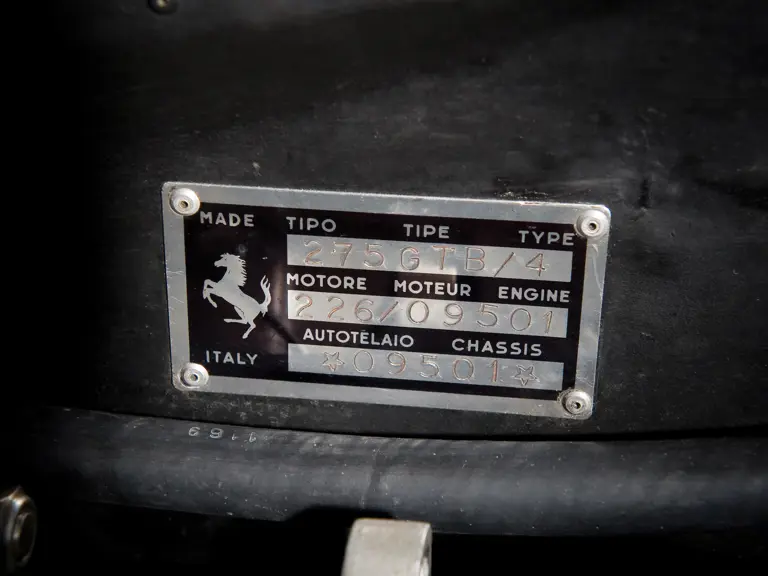 MADE TIPO TIPE TYPE
275GTB/4
MOTORE MOTEUR ENGINE
226/09501
AUTOTELAIO CHASSIS
ITALY ☆09501☆